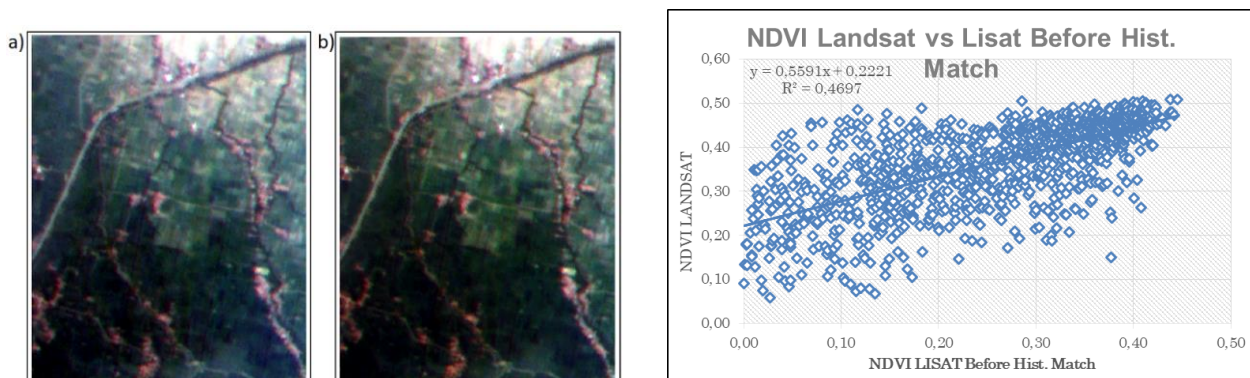 a)
b)
NDVI Landsat vs Lisat Before Hist.
Match
y = 0,5591x + 0,2221
R² = 0,4697
0,60
0,50
0,40
0,30
0,20
0,10
0,00
NDVI LANDSAT
0,00 0,10 0,20 0,30 0,40 0,50
NDVI LISAT Before Hist. Match